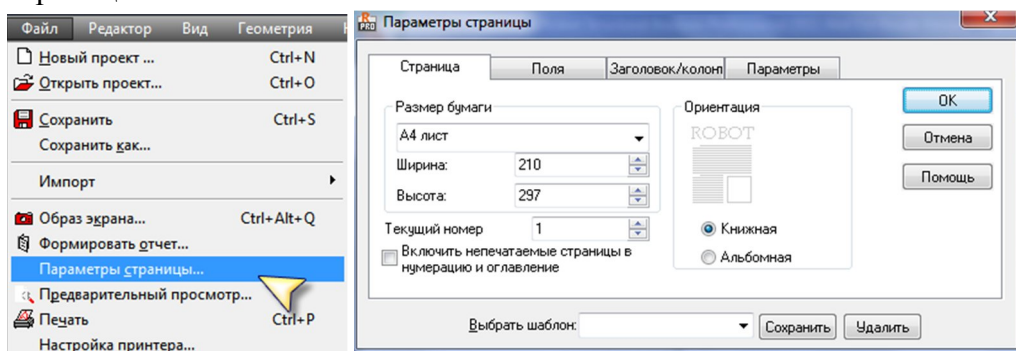 Файл Редактор Вид Геометрия
Новый проект ... Ctrl+N
Открыть проект... Ctrl+O
Сохранить Ctrl+S
Сохранить как...
Импорт
Образ экрана... Ctrl+Alt+Q
Формировать отчет...
Параметры страницы...
Предварительный просмотр...
Печать Ctrl+P
Настройка принтера...
PRO Параметры страницы
Страница Поля Заголовок/колонт Параметры
Размер бумаги
А4 лист
Ширина: 210
Высота: 297
Текущий номер 1
Включить непечатаемые страницы в
нумерацию и оглавление
Ориентация
ROBOT
Книжная
Альбомная
OK
Отмена
Помощь
Выбрать шаблон: Сохранить Удалить